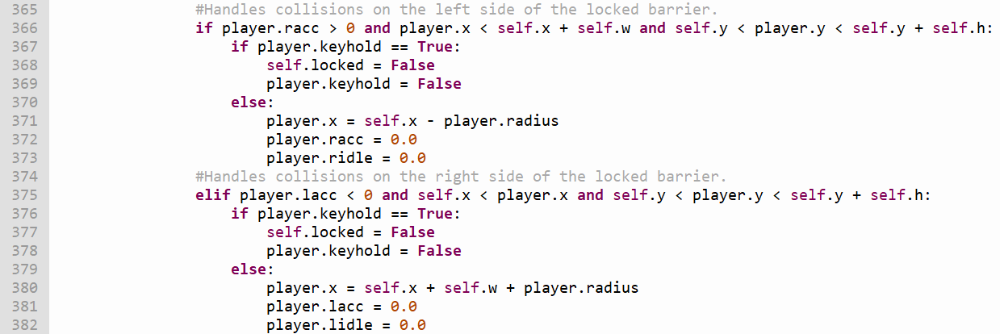 365 #Handles collisions on the left side of the locked barrier.
366 if player.racc > 0 and player.x < self.x + self.w and self.y < player.y < self.y + self.h:
367 if player.keyhold == True:
368 self.locked = False
369 player.keyhold = False
370 else:
371 player.x = self.x - player.radius
372 player.racc = 0.0
373 player.ridle = 0.0
374 #Handles collisions on the right side of the locked barrier.
375 elif player.lacc < 0 and self.x < player.x and self.y < player.y < self.y + self.h:
376 if player.keyhold == True:
377 self.locked = False
378 player.keyhold = False
379 else:
380 player.x = self.x + self.w + player.radius
381 player.lacc = 0.0
382 player.lidle = 0.0